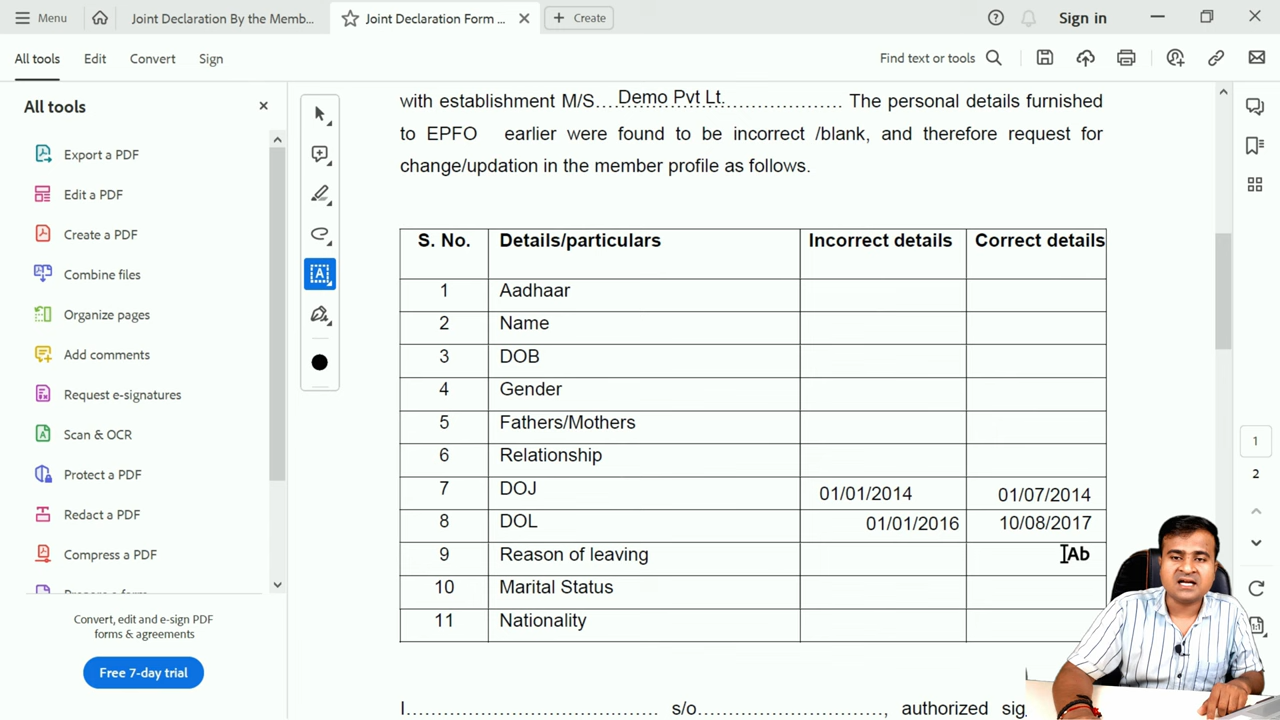 Menu
Joint Declaration By the Memb...
Joint Declaration Form ...
Create
Sign in
All tools
Edit
Convert
Sign
Find text or tools
All tools
Export a PDF
Edit a PDF
Create a PDF
Combine files
Organize pages
Add comments
Request e-signatures
Scan & OCR
Protect a PDF
Redact a PDF
Compress a PDF
Convert, edit and e-sign PDF
forms & agreements
Free 7-day trial
with establishment M/S....Demo Pvt Lt....................... The personal details furnished
to EPFO earlier were found to be incorrect /blank, and therefore request for
change/updation in the member profile as follows.
S. No. Details/particulars Incorrect details Correct details
1 Aadhaar
2 Name
3 DOB
4 Gender
5 Fathers/Mothers
6 Relationship
7 DOJ 01/01/2014 01/07/2014
8 DOL 01/01/2016 10/08/2017
9 Reason of leaving Ab
10 Marital Status
11 Nationality
I............................................ s/o................................, authorized sig
1
2